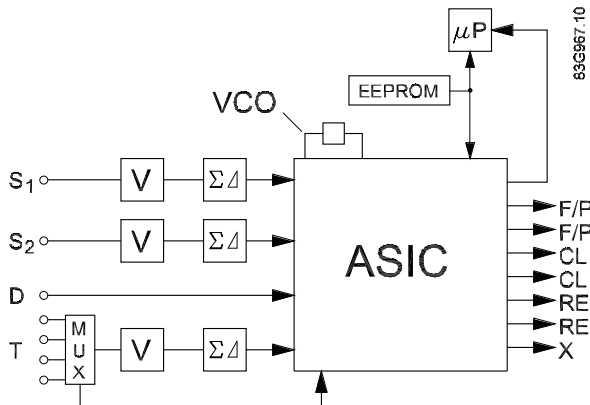 83G967.10
μP
EEPROM
VCO
S1 V ΣΔ
S2 V ΣΔ
D
T MUX V ΣΔ
ASIC
F/P
F/P
CL
CL
RE
RE
X